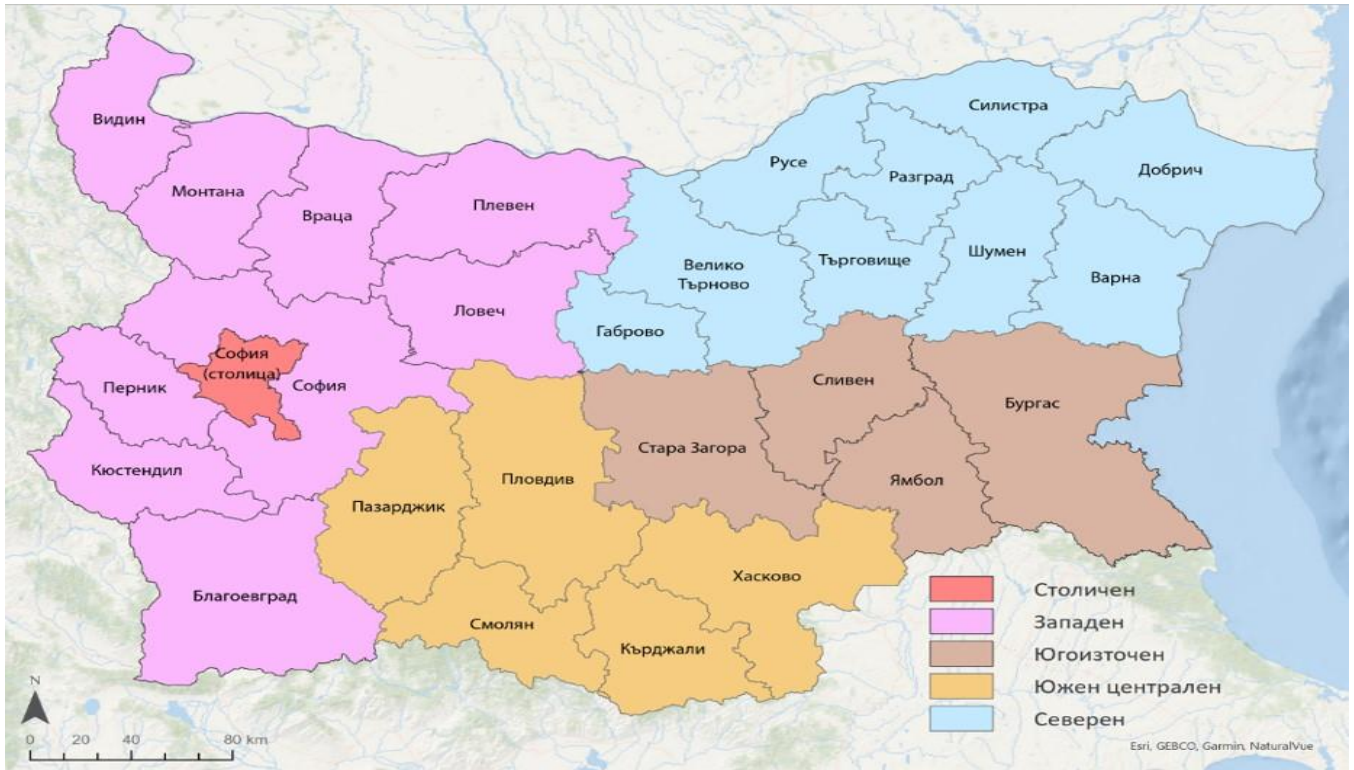 Видин
Монтана
Враца
Плевен
Ловеч
София
(столица)
София
Перник
Кюстендил
Благоевград
Силистра
Русе
Разград
Добрич
Велико
Търново
Търговище
Шумен
Варна
Габрово
Сливен
Бургас
Стара Загора
Ямбол
Пазарджик
Пловдив
Хасково
Смолян
Кърджали
Столичен
Западен
Югоизточен
Южен централен
Северен
N
0 20 40 80 km
Esri, GEBCO, Garmin, NaturalVue